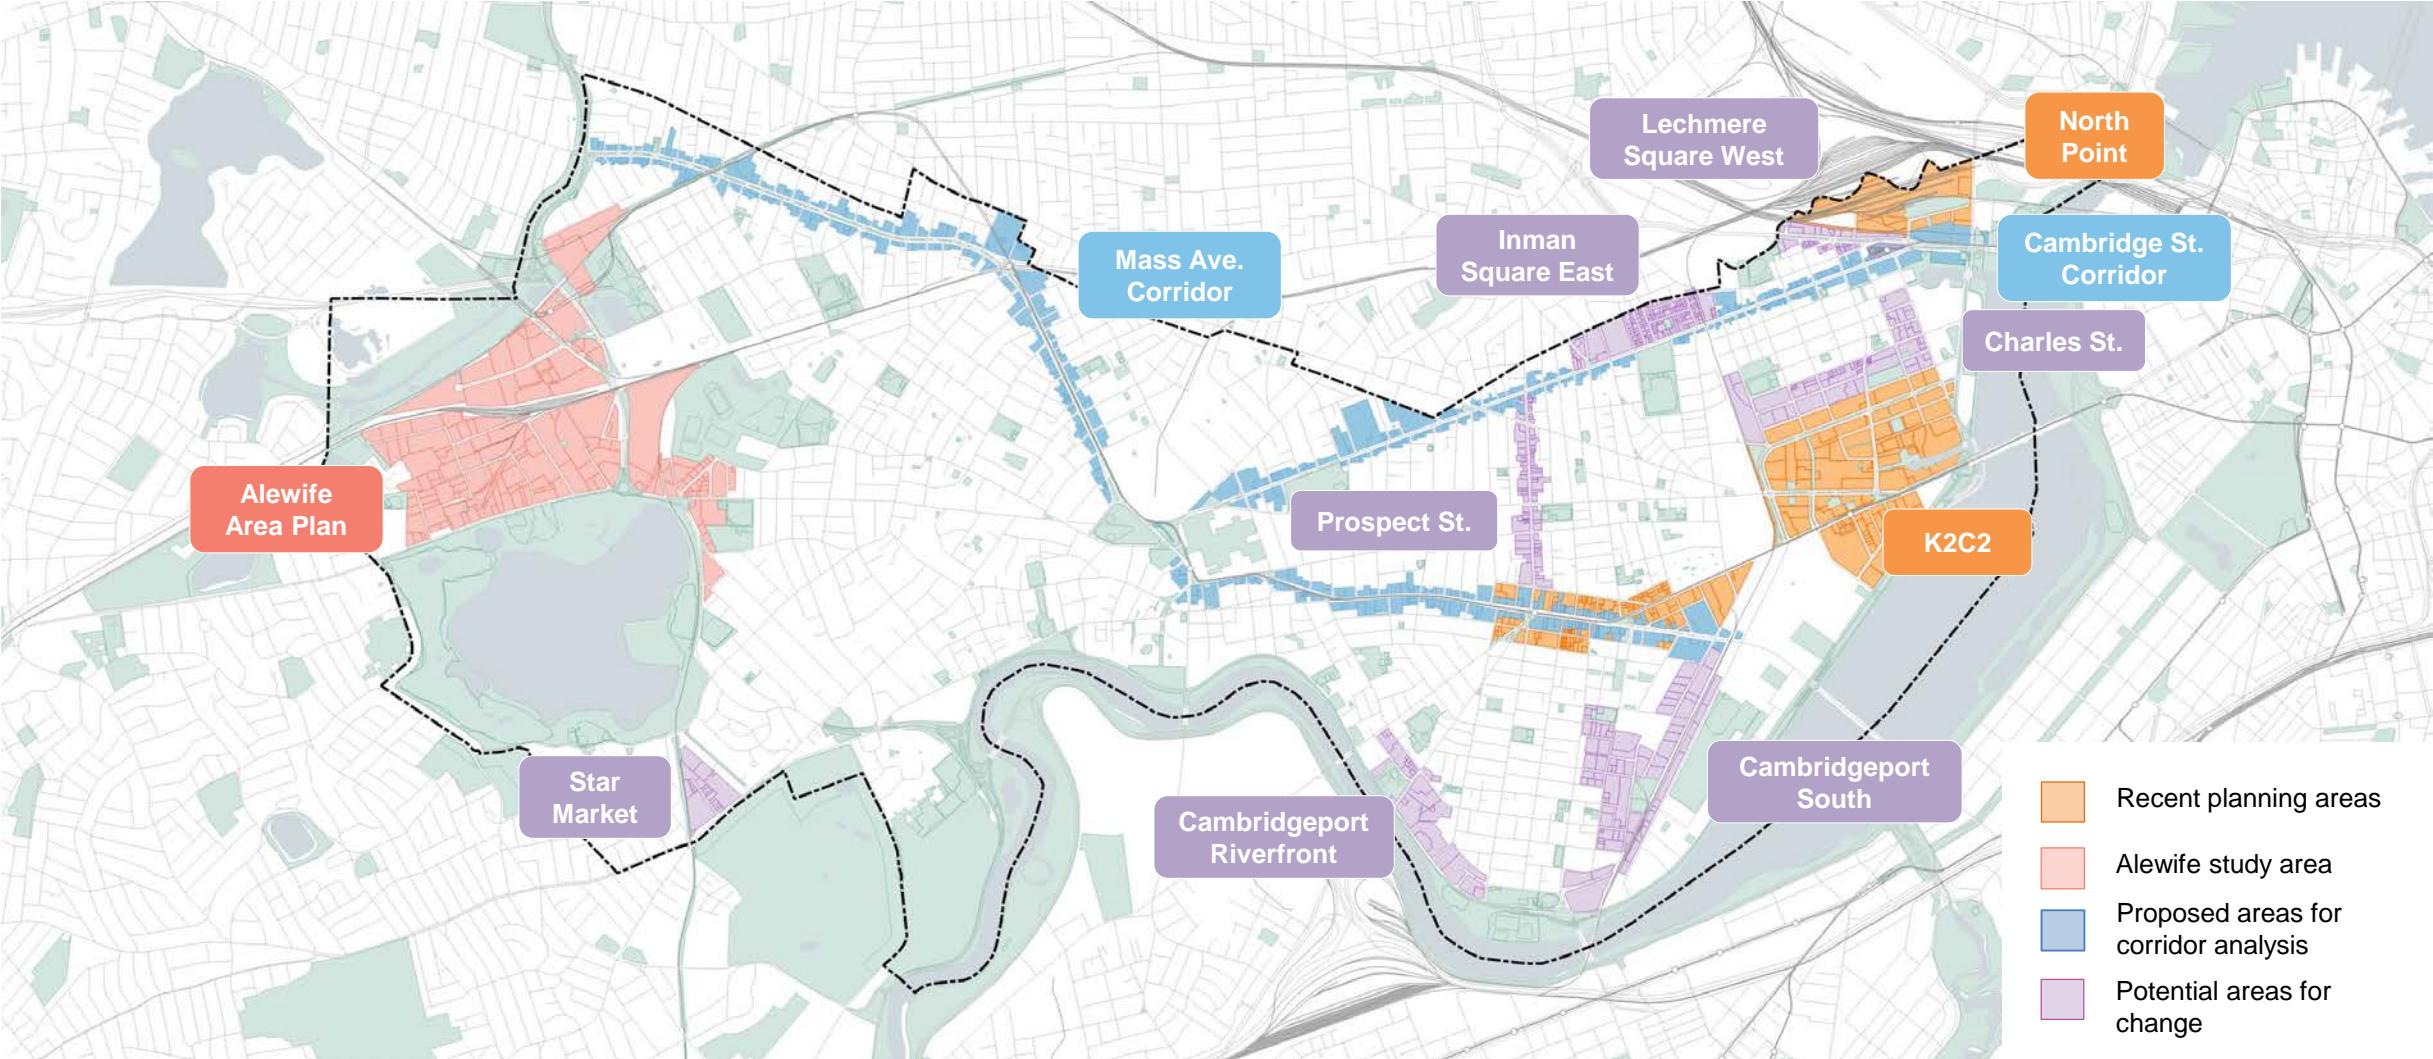 Lechmere
Square West
North
Point
Inman
Square East
Mass Ave.
Corridor
Cambridge St.
Corridor
Charles St.
Alewife
Area Plan
Prospect St.
K2C2
Star
Market
Cambridgeport
Riverfront
Cambridgeport
South
Recent planning areas
Alewife study area
Proposed areas for
corridor analysis
Potential areas for
change